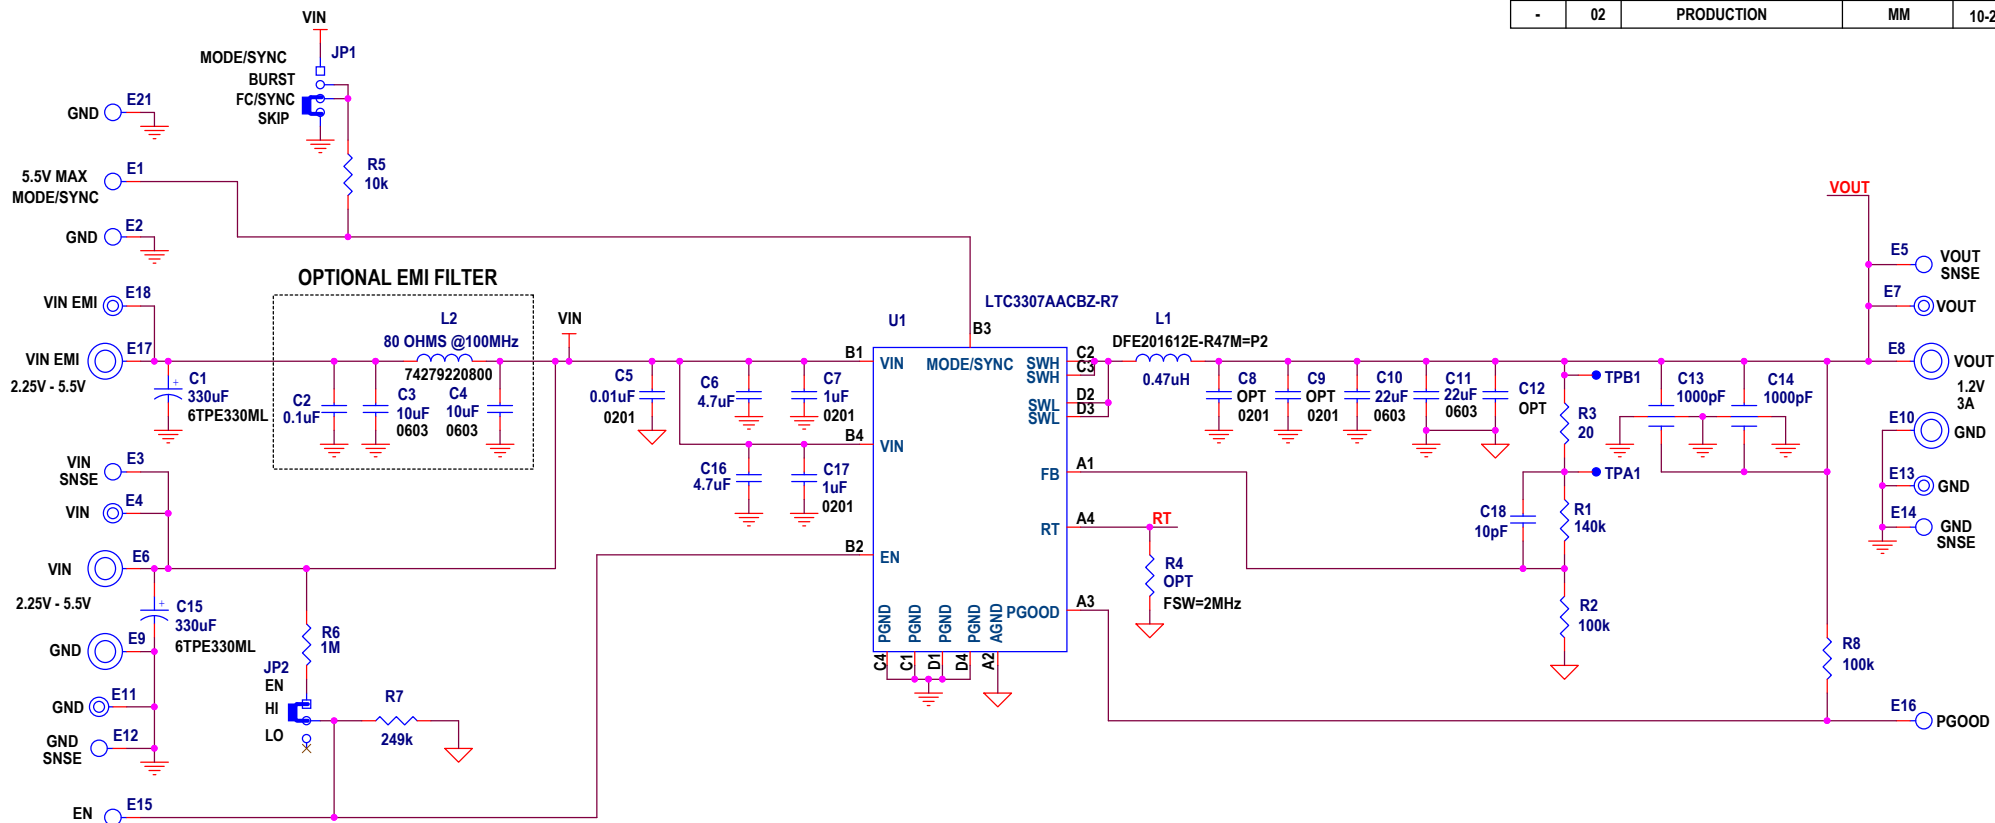 - 02 PRODUCTION MM 10-2
VIN
JP1
MODE/SYNC
BURST
FC/SYNC
SKIP
E21
GND
E1
5.5V MAX
MODE/SYNC
E2
GND
R5
10k
OPTIONAL EMI FILTER
E18
VIN EMI
E17
VIN EMI
2.25V - 5.5V
C1
330uF
6TPE330ML
L2
80 OHMS @100MHz
74279220800
C2
0.1uF
C3
10uF
0603
C4
10uF
0603
VIN
C5
0.01uF
0201
C6
4.7uF
C7
1uF
0201
C16
4.7uF
C17
1uF
0201
E3
VIN
SNSE
E4
VIN
E6
VIN
2.25V - 5.5V
C15
330uF
6TPE330ML
E9
GND
E11
GND
E12
GND
SNSE
E15
EN
R6
1M
JP2
EN
HI
LO
R7
249k
U1
LTC3307AACBZ-R7
B3
B1
VIN
MODE/SYNC
B4
VIN
B2
EN
SWH
C2
SWH
C3
SWL
D2
SWL
D3
FB
A1
RT
A4
PGOOD
A3
PGND
PGND
PGND
PGND
AGND
C4
C1
D1
D4
A2
L1
DFE201612E-R47M=P2
0.47uH
C8
OPT
0201
C9
OPT
0201
C10
22uF
0603
C11
22uF
0603
C12
OPT
TPB1
R3
20
TPA1
C13
1000pF
C14
1000pF
C18
10pF
R1
140k
R2
100k
RT
R4
OPT
FSW=2MHz
R8
100k
VOUT
E5
VOUT
SNSE
E7
VOUT
E8
VOUT
1.2V
3A
E10
GND
E13
GND
E14
GND
SNSE
E16
PGOOD